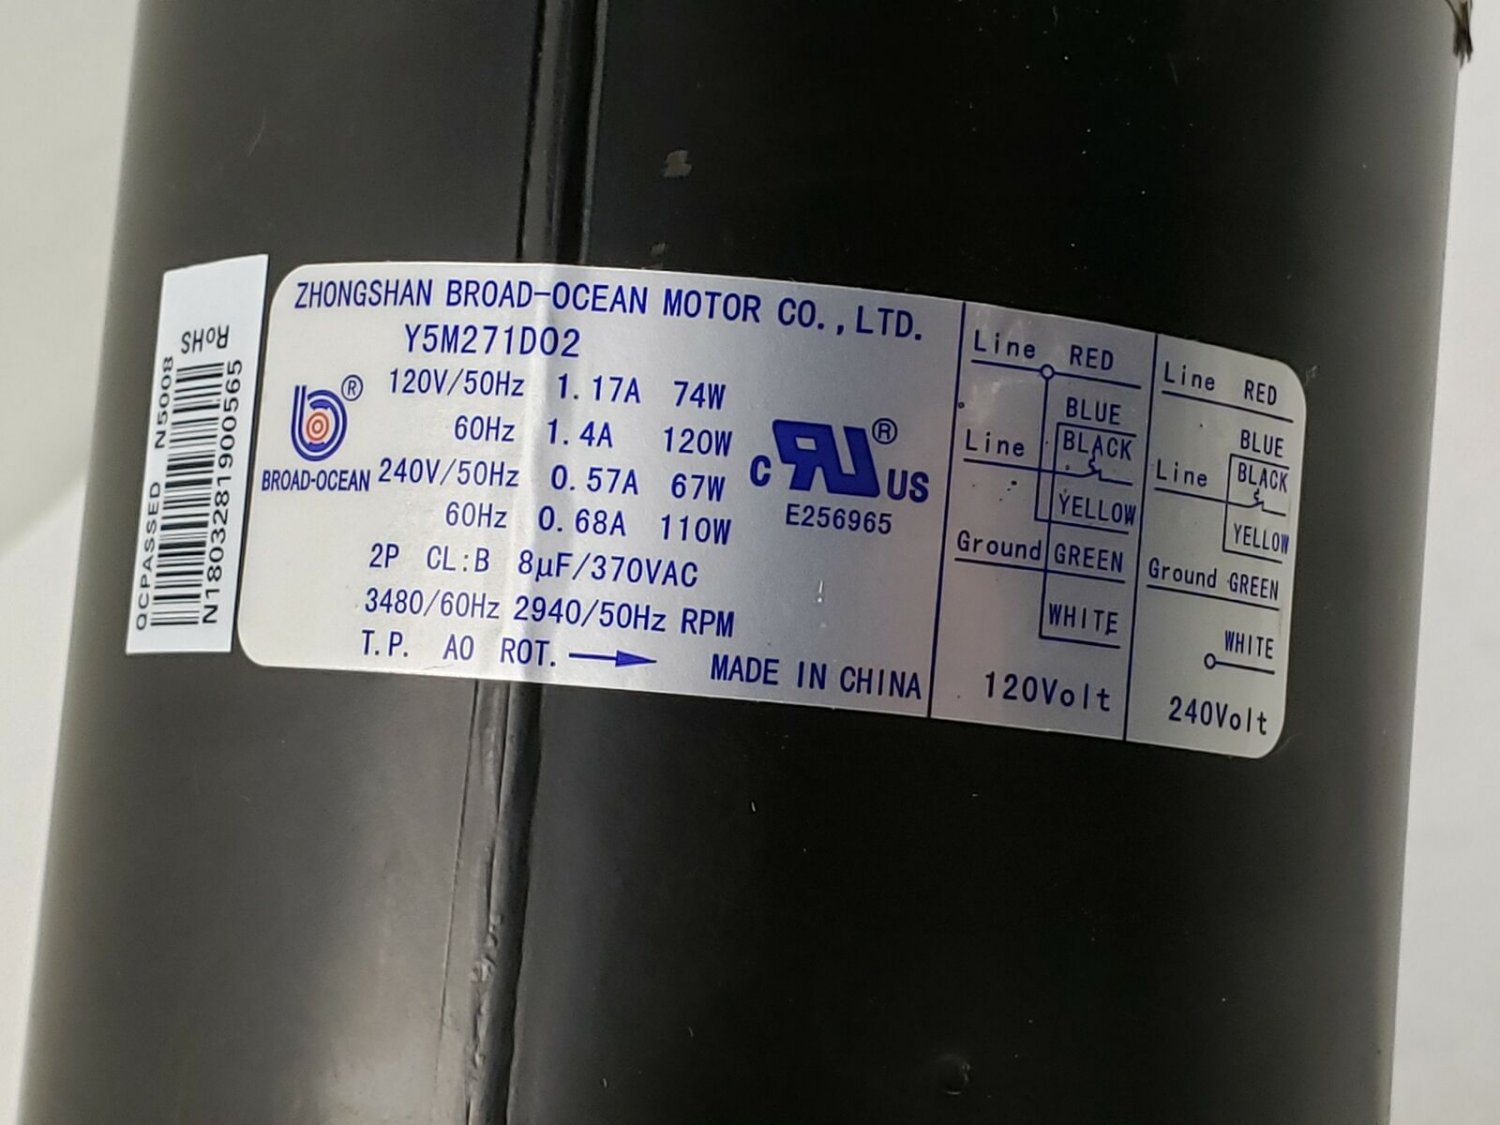 RoHS
QCPASSED N5008
N1803281900565
ZHONGSHAN BROAD-OCEAN MOTOR CO.,LTD.
Y5M271D02
120V/50Hz 1.17A 74W
60Hz 1.4A 120W
240V/50Hz 0.57A 67W
60Hz 0.68A 110W
2P CL:B 8µF/370VAC
3480/60Hz 2940/50Hz RPM
T.P. AO ROT.
MADE IN CHINA
®
BROAD-OCEAN
c RU ® US
E256965
Line RED
BLUE
Line BLACK
YELLOW
Ground GREEN
WHITE
120Volt
Line RED
BLUE
Line BLACK
YELLOW
Ground GREEN
WHITE
240Volt